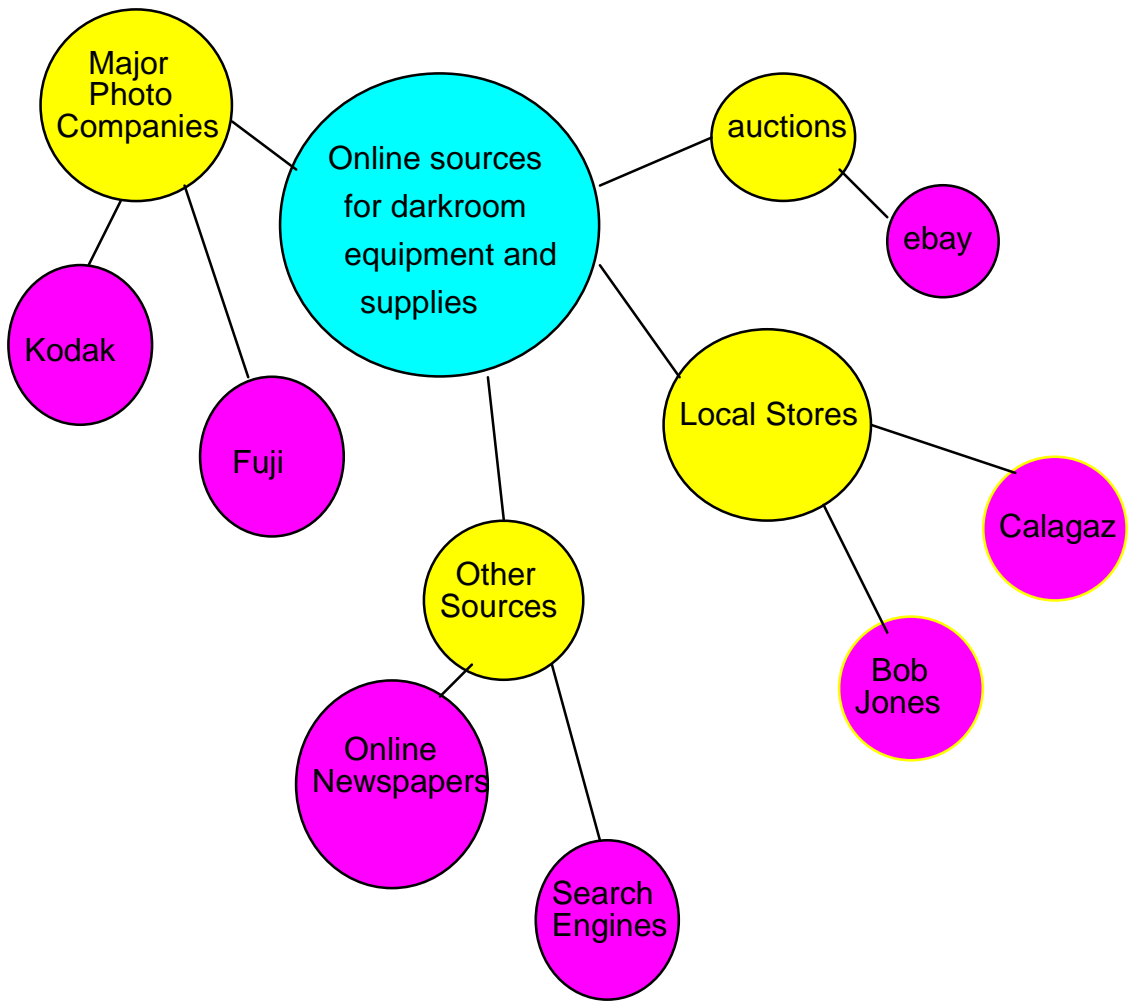 Major
Photo
Companies
Online sources
for darkroom
equipment and
supplies
auctions
ebay
Kodak
Fuji
Local Stores
Calagaz
Other
Sources
Bob
Jones
Online
Newspapers
Search
Engines